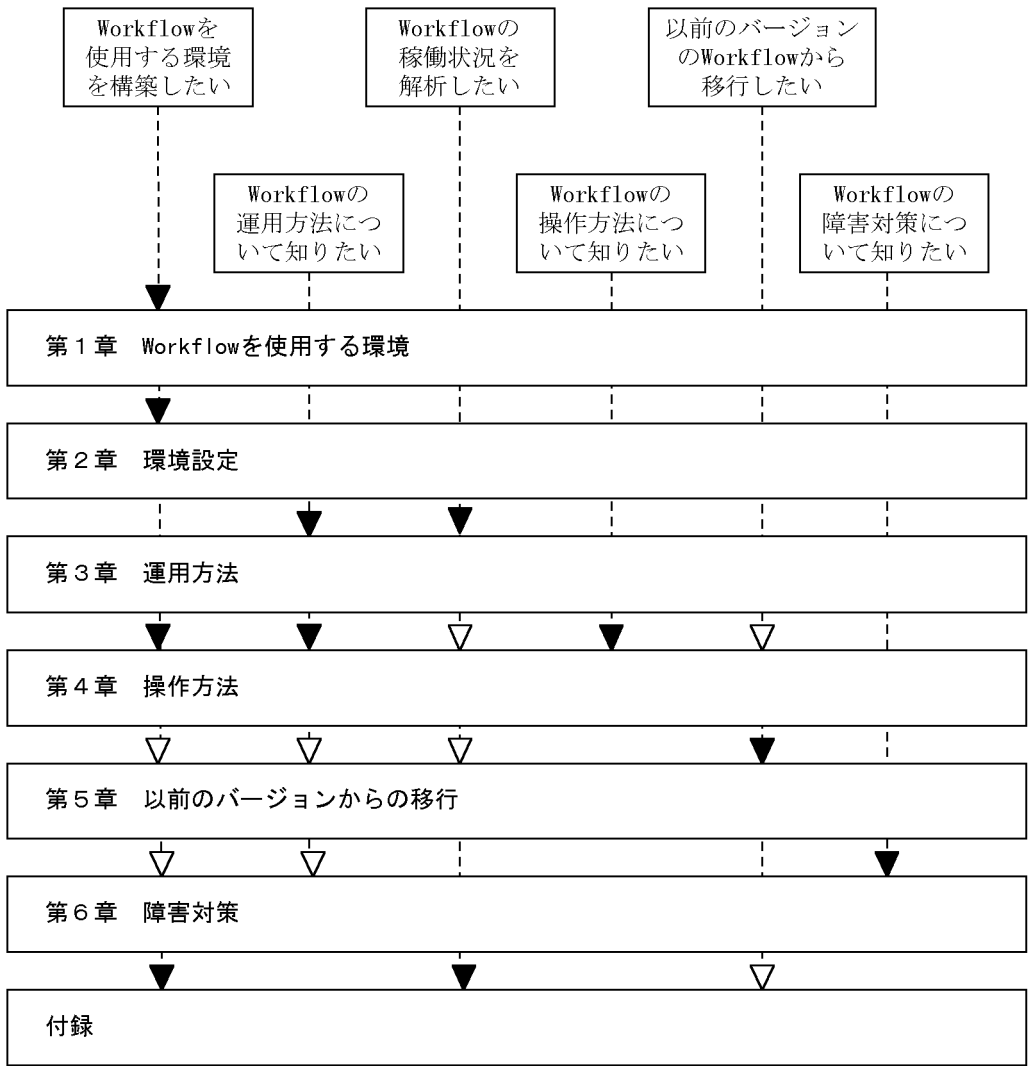 Workflowを
使用する環境
を構築したい
Workflowの
稼働状況を
解析したい
以前のバージョン
のWorkflowから
移行したい
Workflowの
運用方法につ
いて知りたい
Workflowの
操作方法につ
いて知りたい
Workflowの
障害対策につ
いて知りたい
第１章　Workflowを使用する環境
第２章　環境設定
第３章　運用方法
第４章　操作方法
第５章　以前のバージョンからの移行
第６章　障害対策
付録